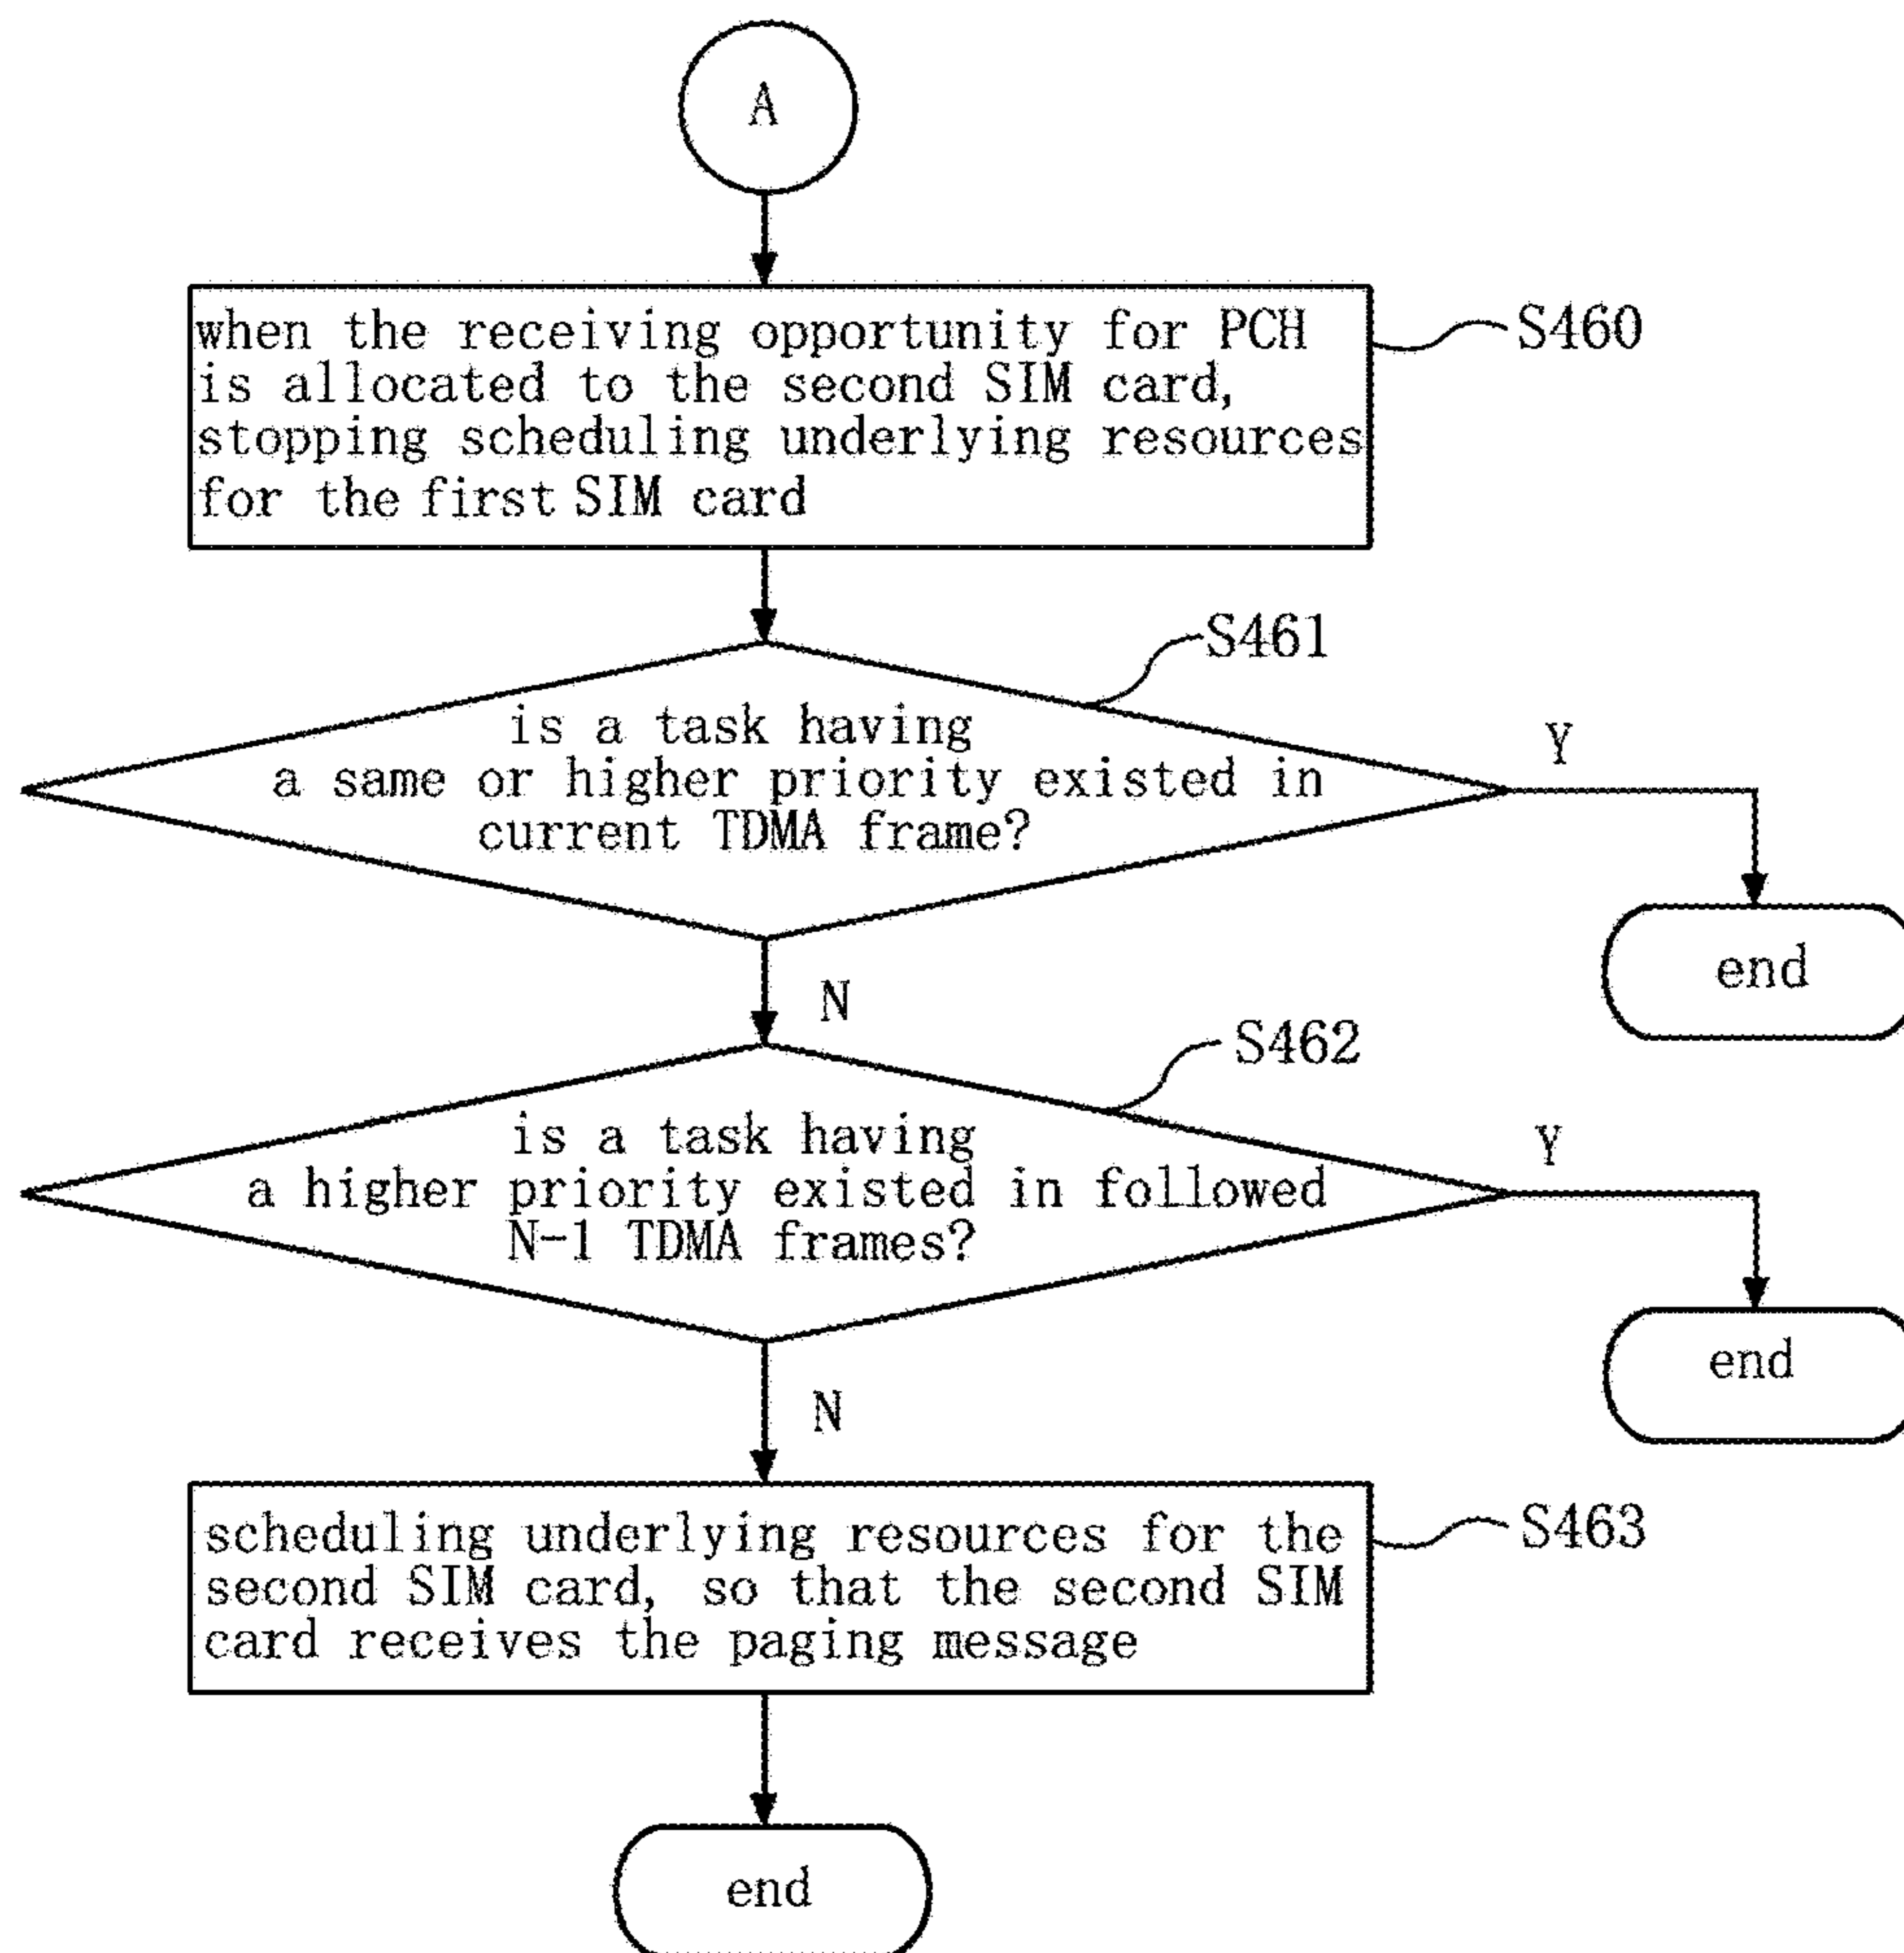 A
when the receiving opportunity for PCH
is allocated to the second SIM card,
stopping scheduling underlying resources
for the first SIM card
S460
S461
is a task having
a same or higher priority existed in
current TDMA frame?
Y
end
N
S462
is a task having
a higher priority existed in followed
N-1 TDMA frames?
Y
end
N
scheduling underlying resources for the
second SIM card, so that the second SIM
card receives the paging message
S463
end